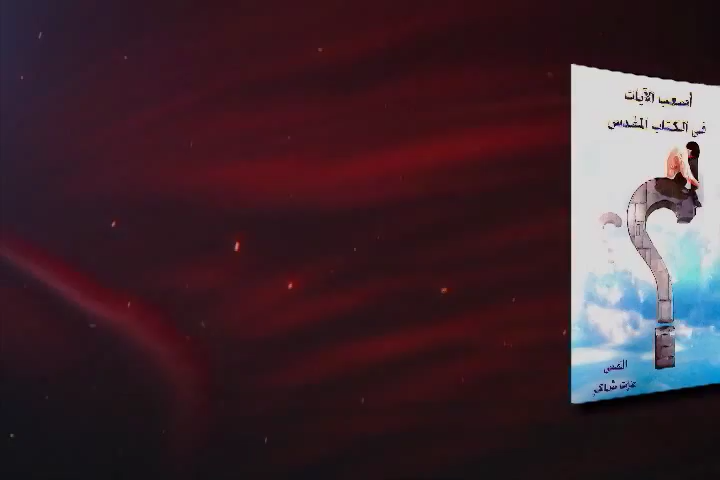 أصعب الآيات
في الكتاب المقدس
القس
عزت شاكر